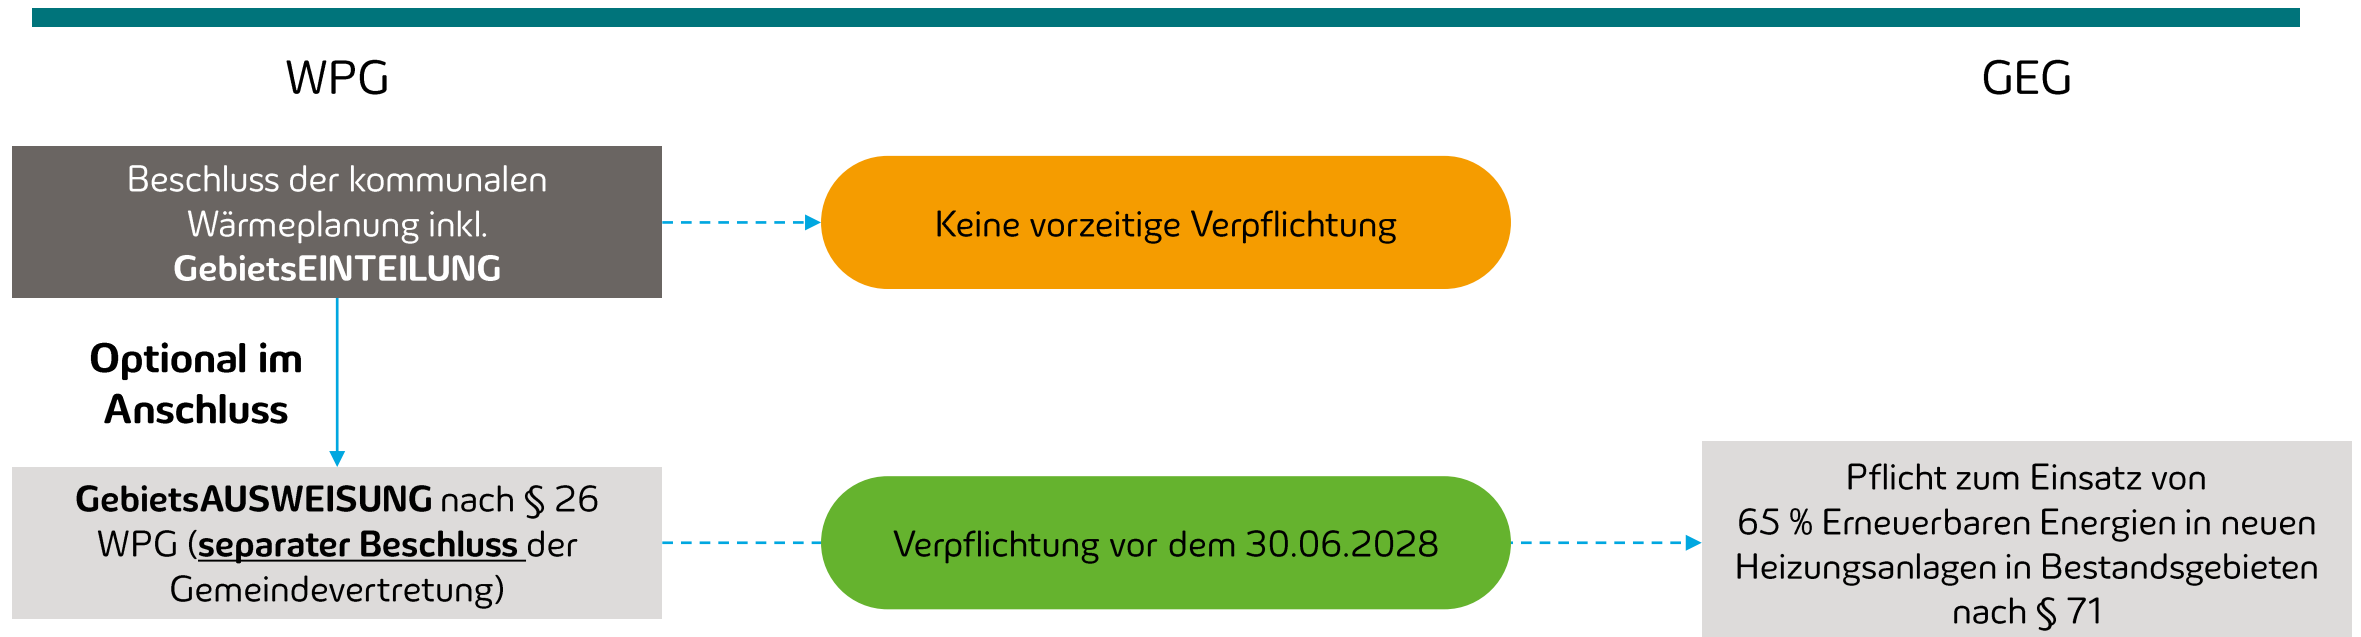 WPG
GEG
Beschluss der kommunalen
Wärmeplanung inkl.
GebietsEINTEILUNG
Keine vorzeitige Verpflichtung
Optional im
Anschluss
GebietsAUSWEISUNG nach § 26
WPG (separater Beschluss der
Gemeindevertretung)
Verpflichtung vor dem 30.06.2028
Pflicht zum Einsatz von
65 % Erneuerbaren Energien in neuen
Heizungsanlagen in Bestandsgebieten
nach § 71